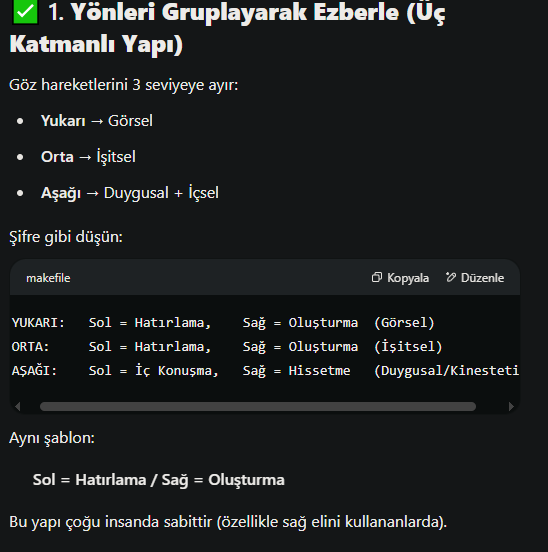 ✅ 1. Yönleri Gruplayarak Ezberle (Üç
Katmanlı Yapı)
Göz hareketlerini 3 seviyeye ayır:
• Yukarı → Görsel
• Orta → İşitsel
• Aşağı → Duygusal + İçsel
Şifre gibi düşün:
makefile Kopyala Düzenle
YUKARI: Sol = Hatırlama, Sağ = Oluşturma (Görsel)
ORTA: Sol = Hatırlama, Sağ = Oluşturma (İşitsel)
AŞAĞI: Sol = İç Konuşma, Sağ = Hissetme (Duygusal/Kinesteti
Aynı şablon:
Sol = Hatırlama / Sağ = Oluşturma
Bu yapı çoğu insanda sabittir (özellikle sağ elini kullananlarda).